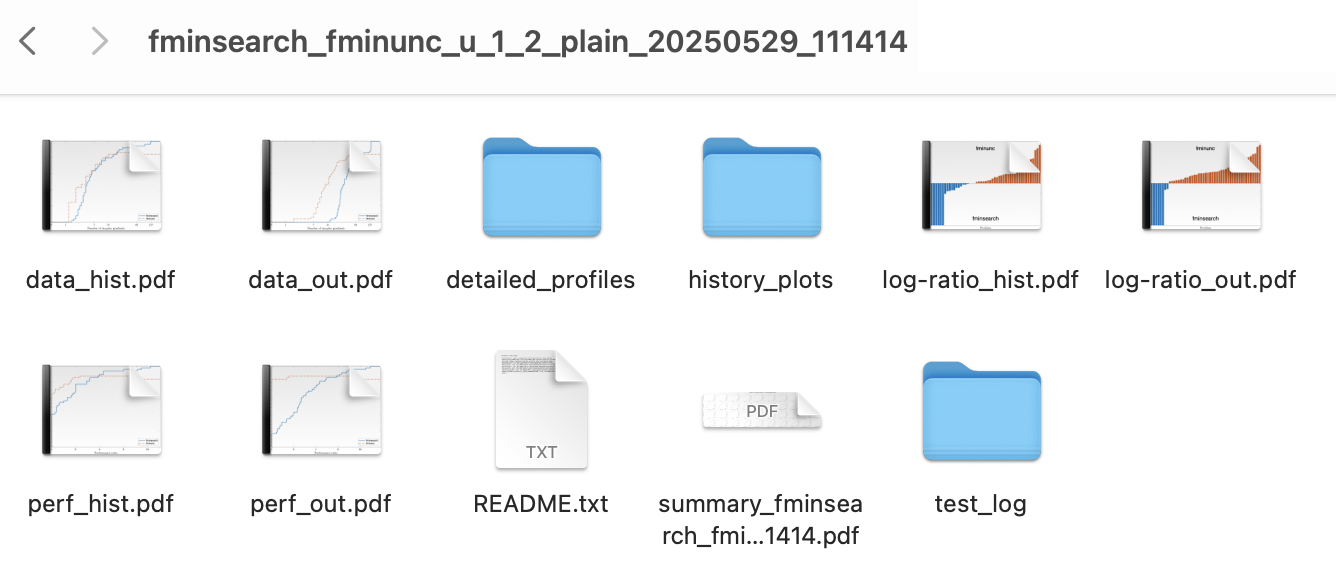 fminsearch_fminunc_u_1_2_plain_20250529_111414
data_hist.pdf
data_out.pdf
detailed_profiles
history_plots
fminunc
fminsearch
log-ratio_hist.pdf
fminunc
fminsearch
log-ratio_out.pdf
perf_hist.pdf
perf_out.pdf
TXT
README.txt
PDF
summary_fminsea
rch_fmi...1414.pdf
test_log